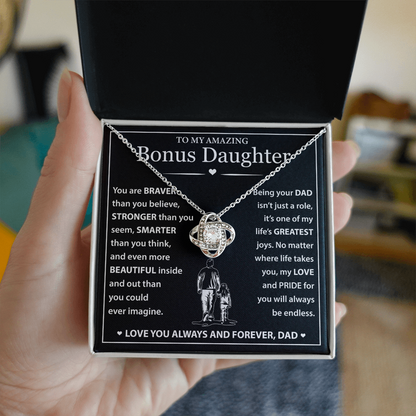 TO MY AMAZING
Bonus Daughter
You are BRAVER
than you believe,
STRONGER than you
seem, SMARTER
than you think,
and even more
BEAUTIFUL inside
and out than
you could
ever imagine.
Being your DAD
isn't just a role,
it's one of my
life's GREATEST
joys. No matter
where life takes
you, my LOVE
and PRIDE for
you will always
be endless.
♥ LOVE YOU ALWAYS AND FOREVER, DAD ♥